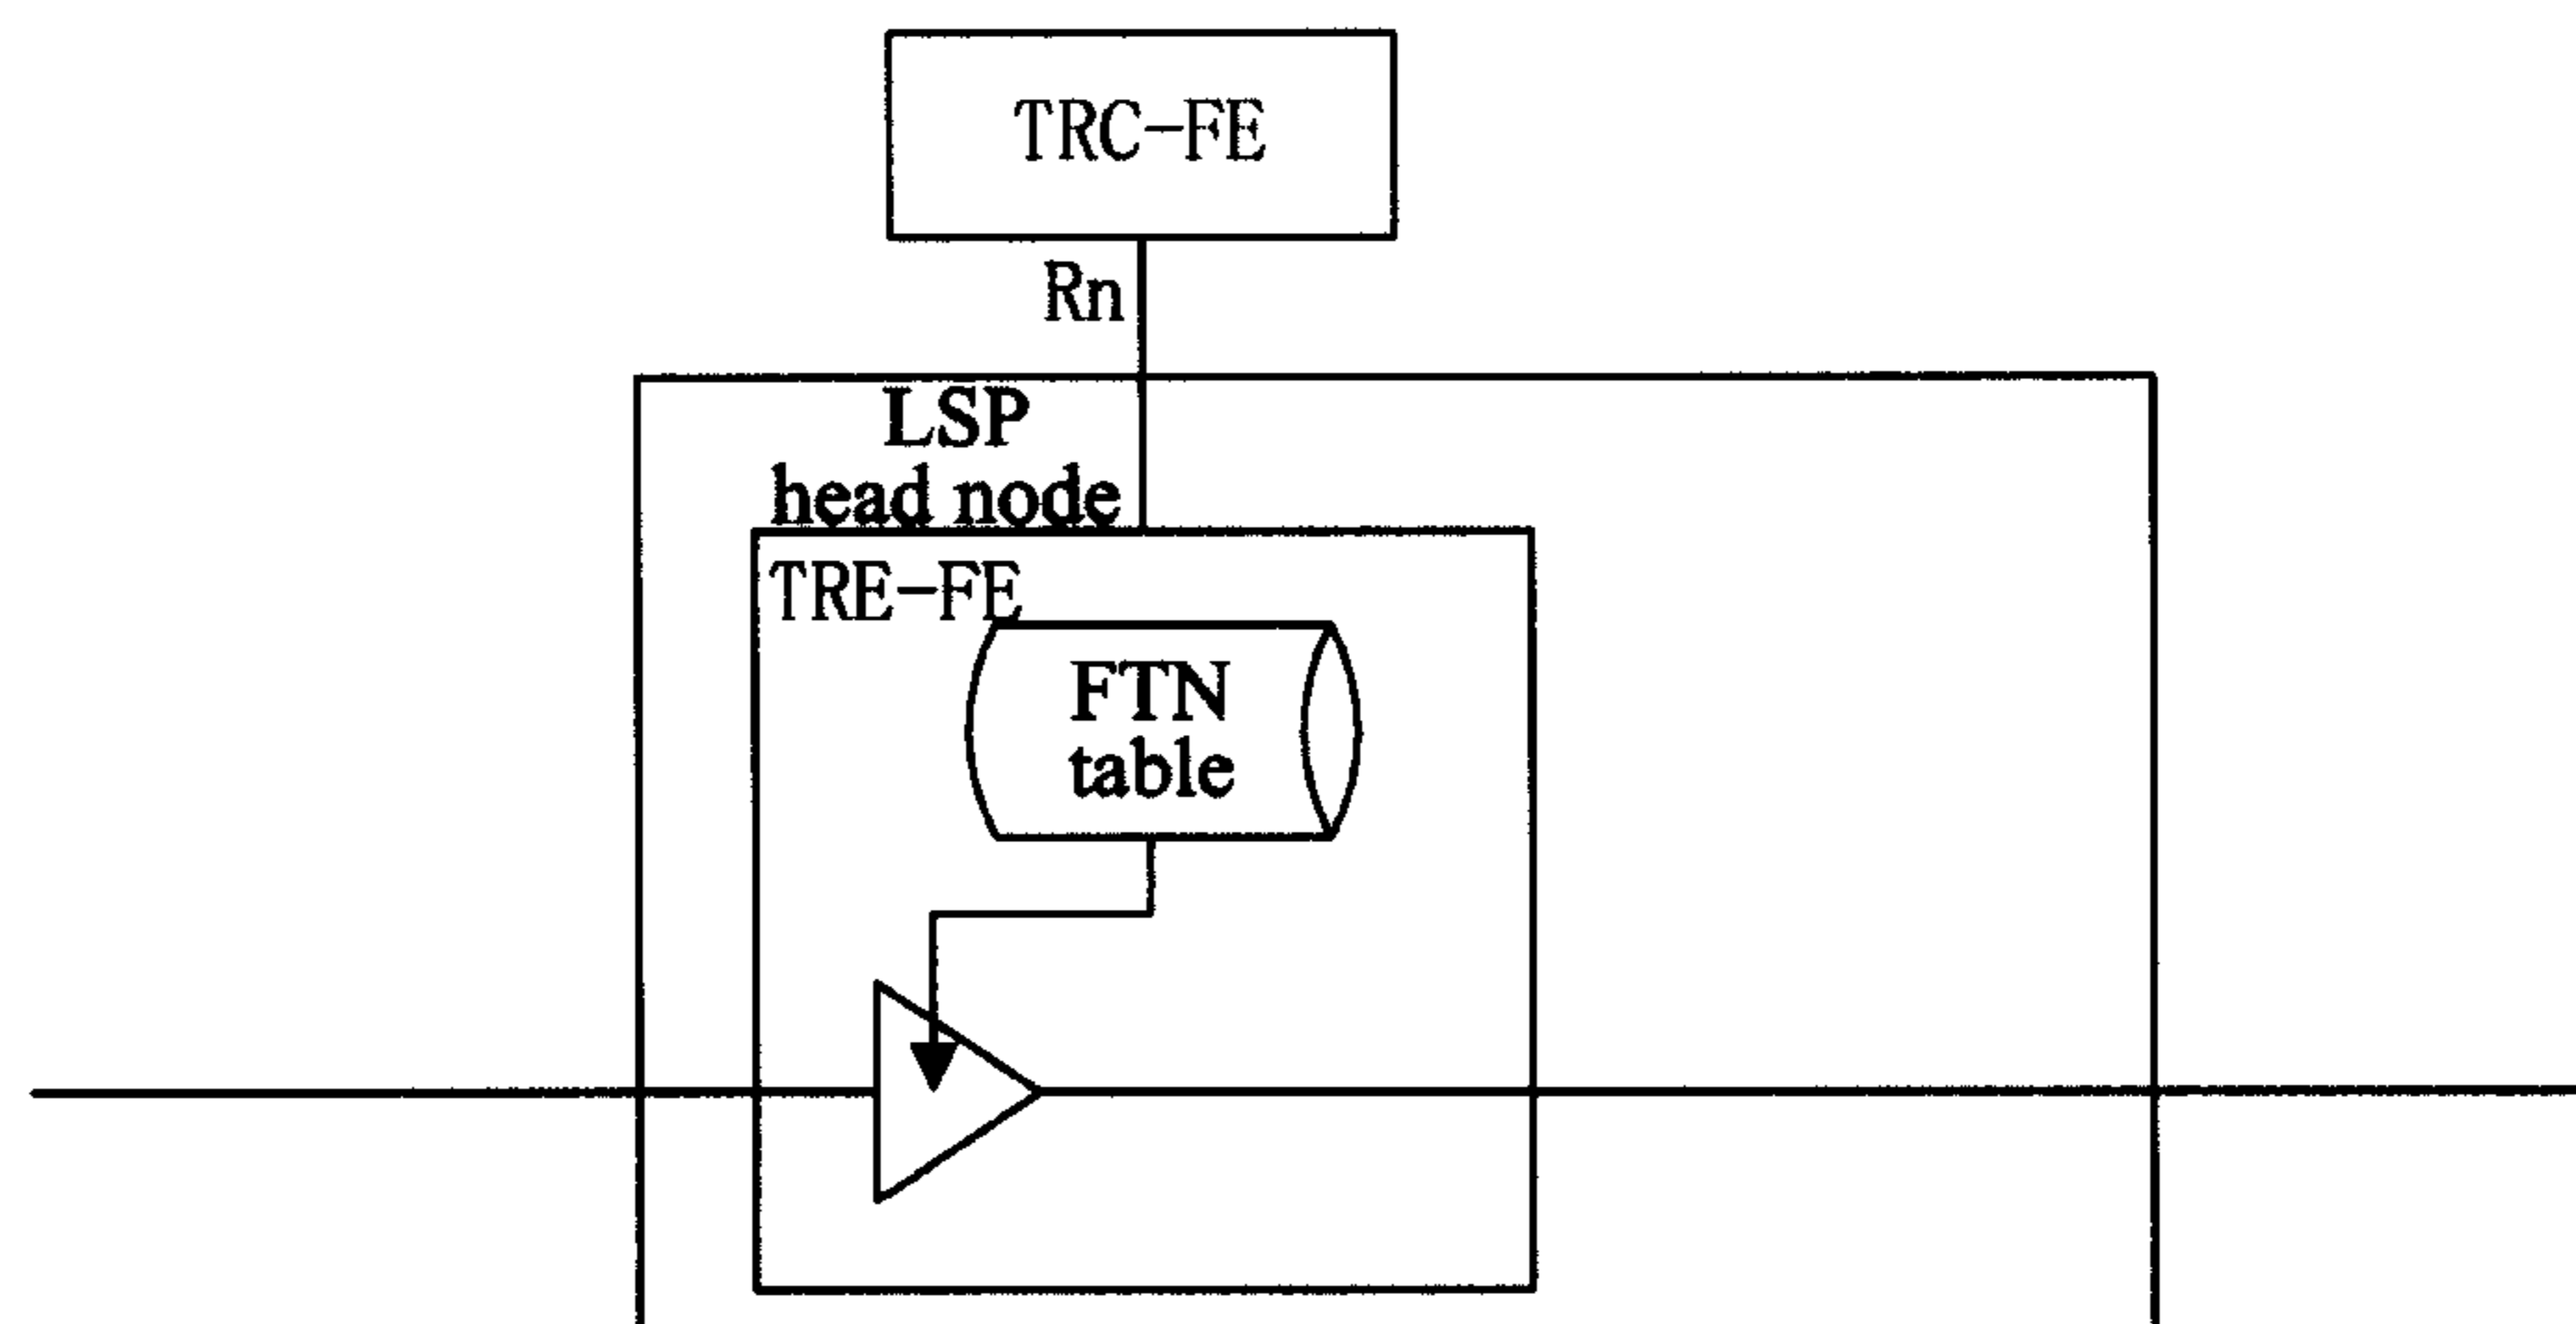 TRC-FE
Rn
LSP
head node
TRE-FE
FTN
table